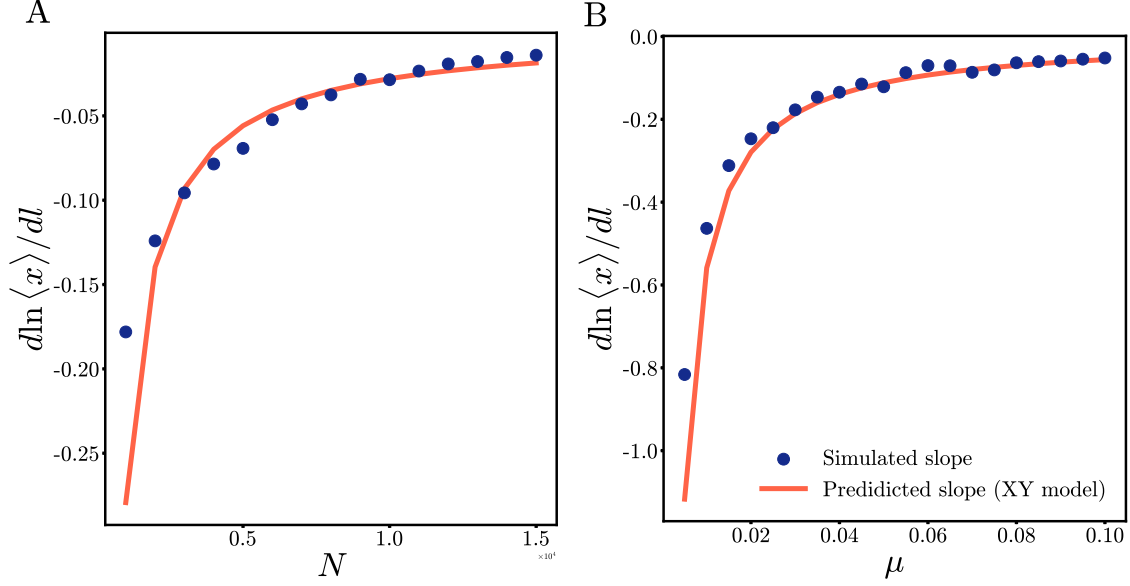 A
B
0.0
-0.05
-0.10
-0.15
-0.20
-0.25
d ln ⟨x⟩/dl
0.5
1.0
1.5
×10⁴
N
-0.2
-0.4
-0.6
-0.8
-1.0
d ln ⟨x⟩/dl
Simulated slope
Predidicted slope (XY model)
0.02
0.04
0.06
0.08
0.10
μ